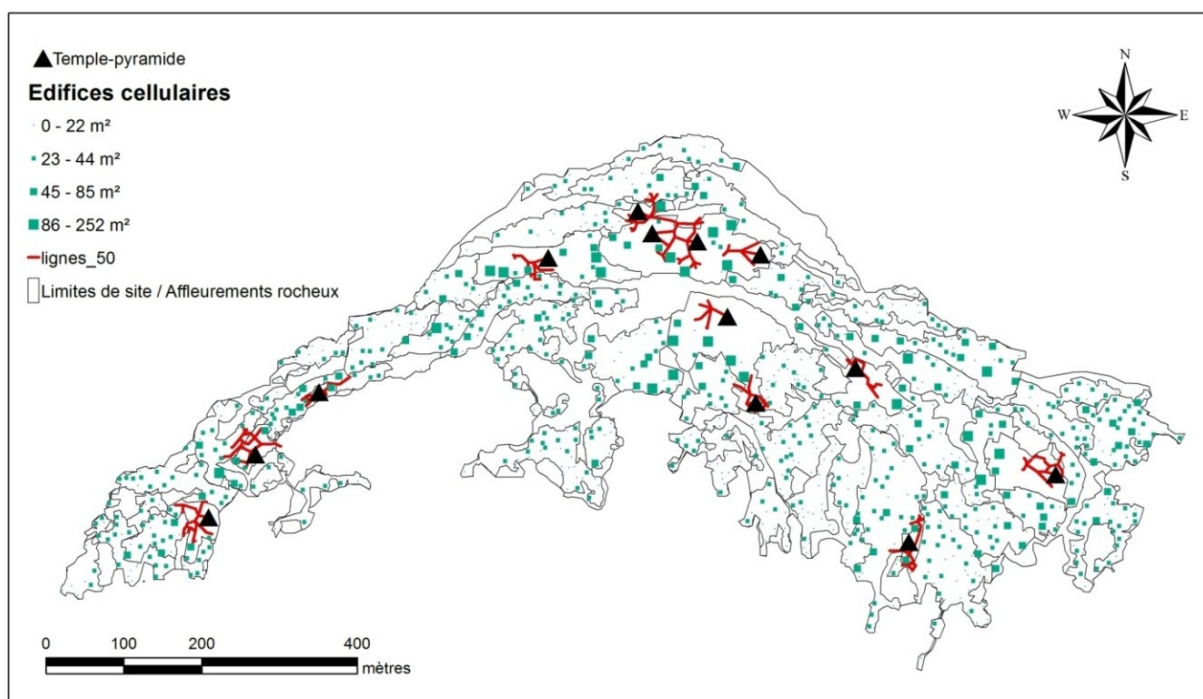 Temple-pyramide
Edifices cellulaires
0 - 22 m²
23 - 44 m²
45 - 85 m²
86 - 252 m²
lignes_50
Limites de site / Affleurements rocheux
N
W E
S
0 100 200 400
mètres